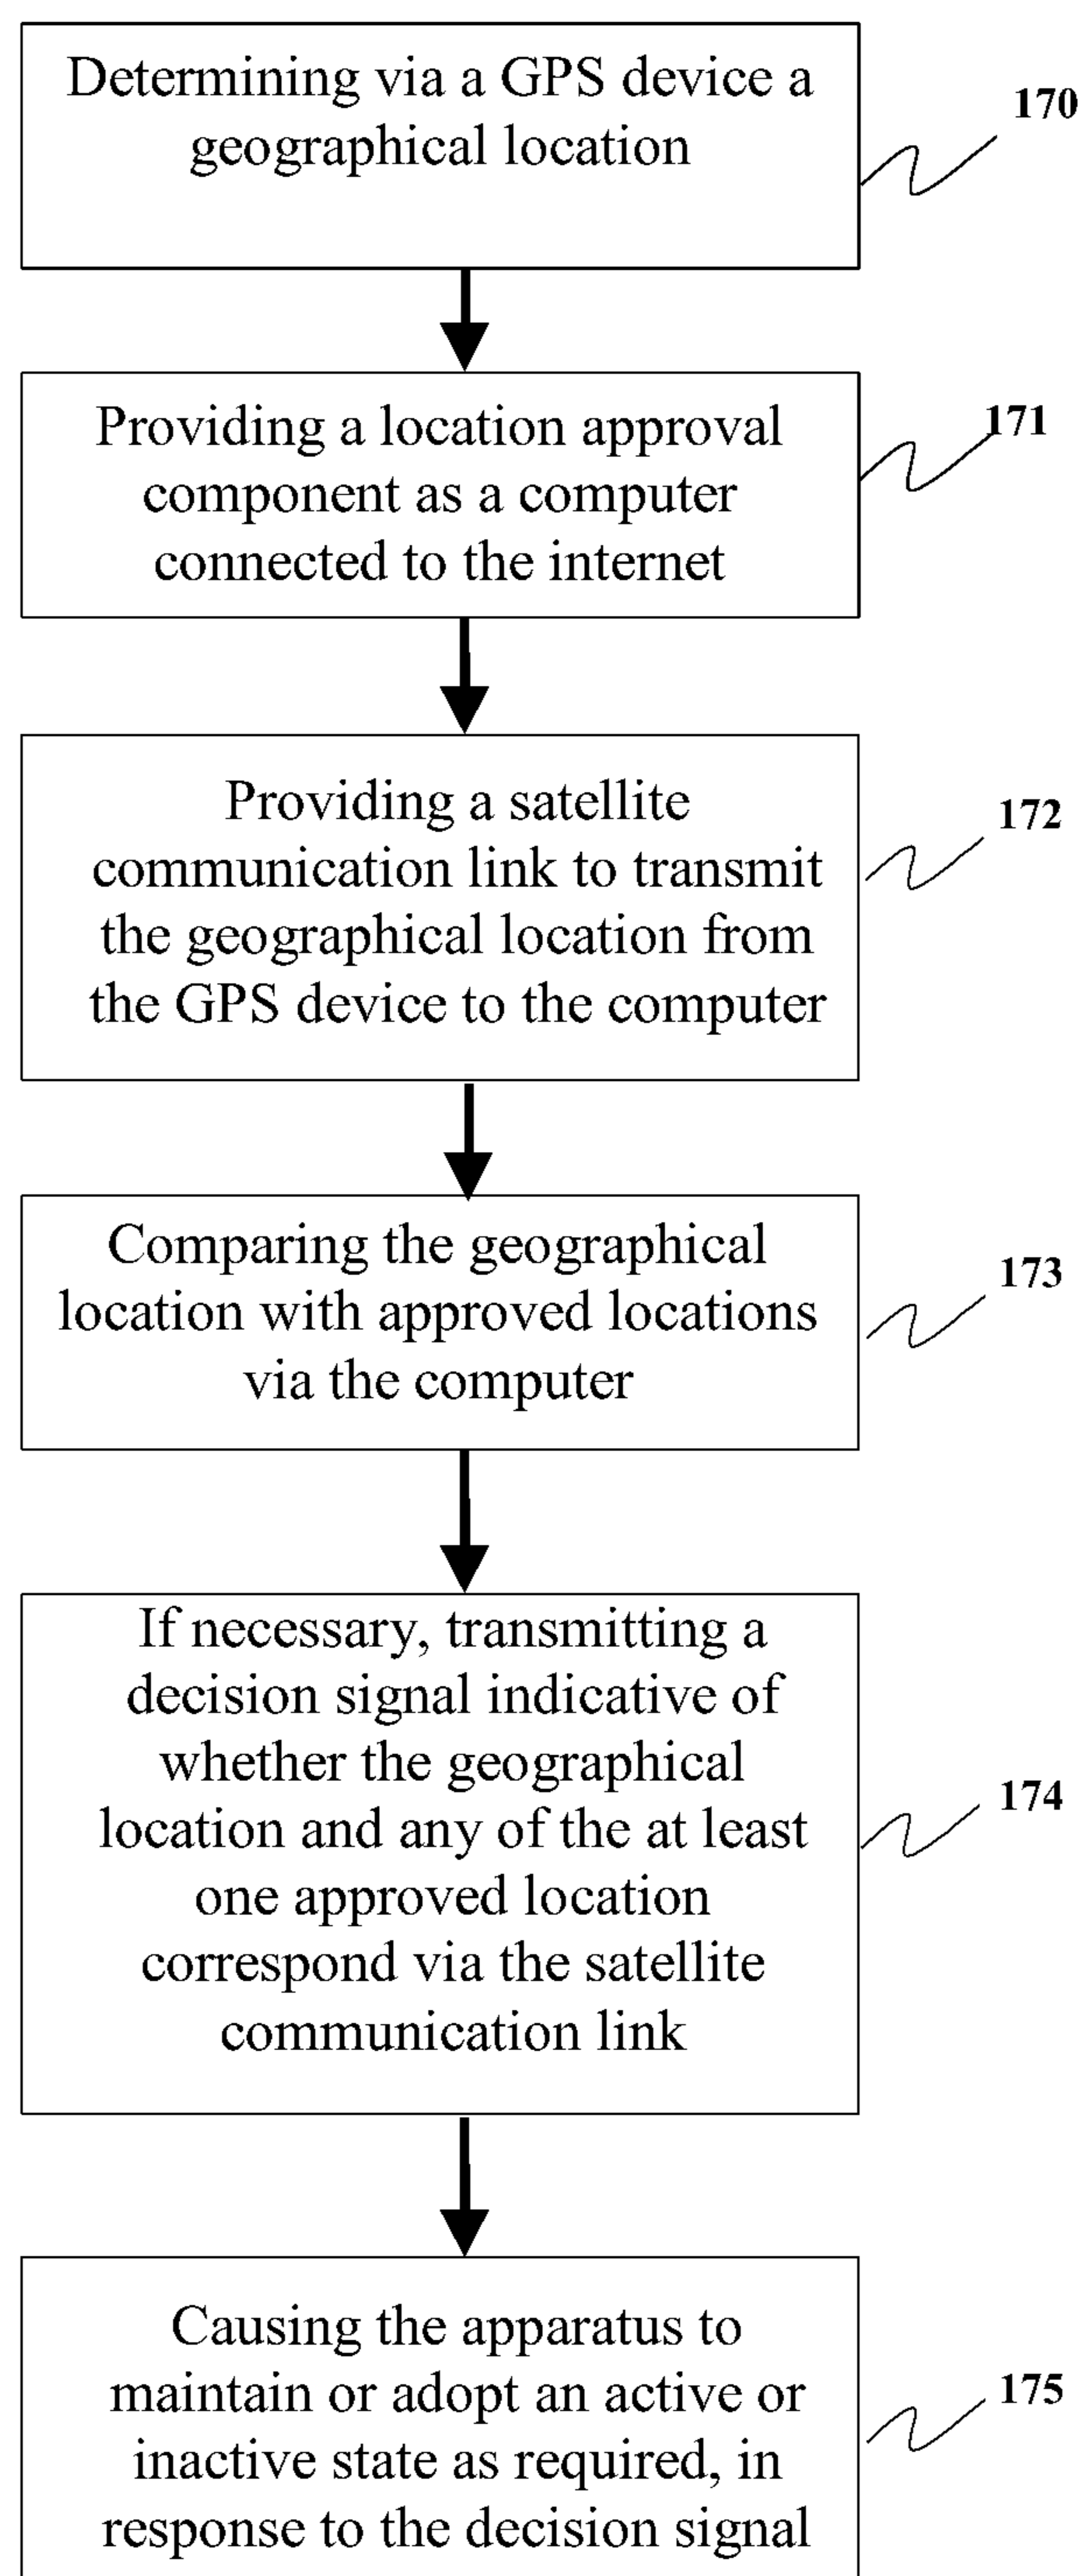 Determining via a GPS device a
geographical location
170
Providing a location approval
component as a computer
connected to the internet
171
Providing a satellite
communication link to transmit
the geographical location from
the GPS device to the computer
172
Comparing the geographical
location with approved locations
via the computer
173
If necessary, transmitting a
decision signal indicative of
whether the geographical
location and any of the at least
one approved location
correspond via the satellite
communication link
174
Causing the apparatus to
maintain or adopt an active or
inactive state as required, in
response to the decision signal
175